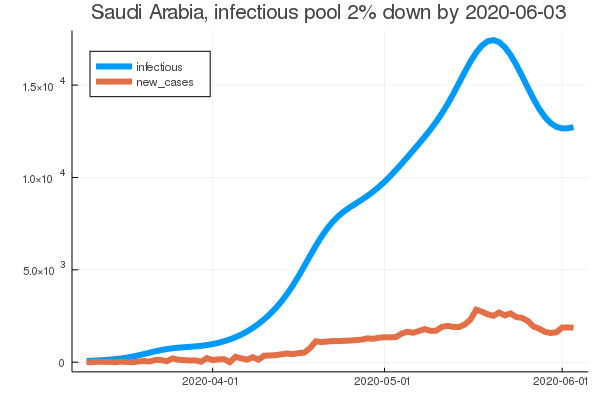 Saudi Arabia, infectious pool 2% down by 2020-06-03
infectious
new_cases
1.5×10⁴
1.0×10⁴
5.0×10³
0
2020-04-01 2020-05-01 2020-06-01